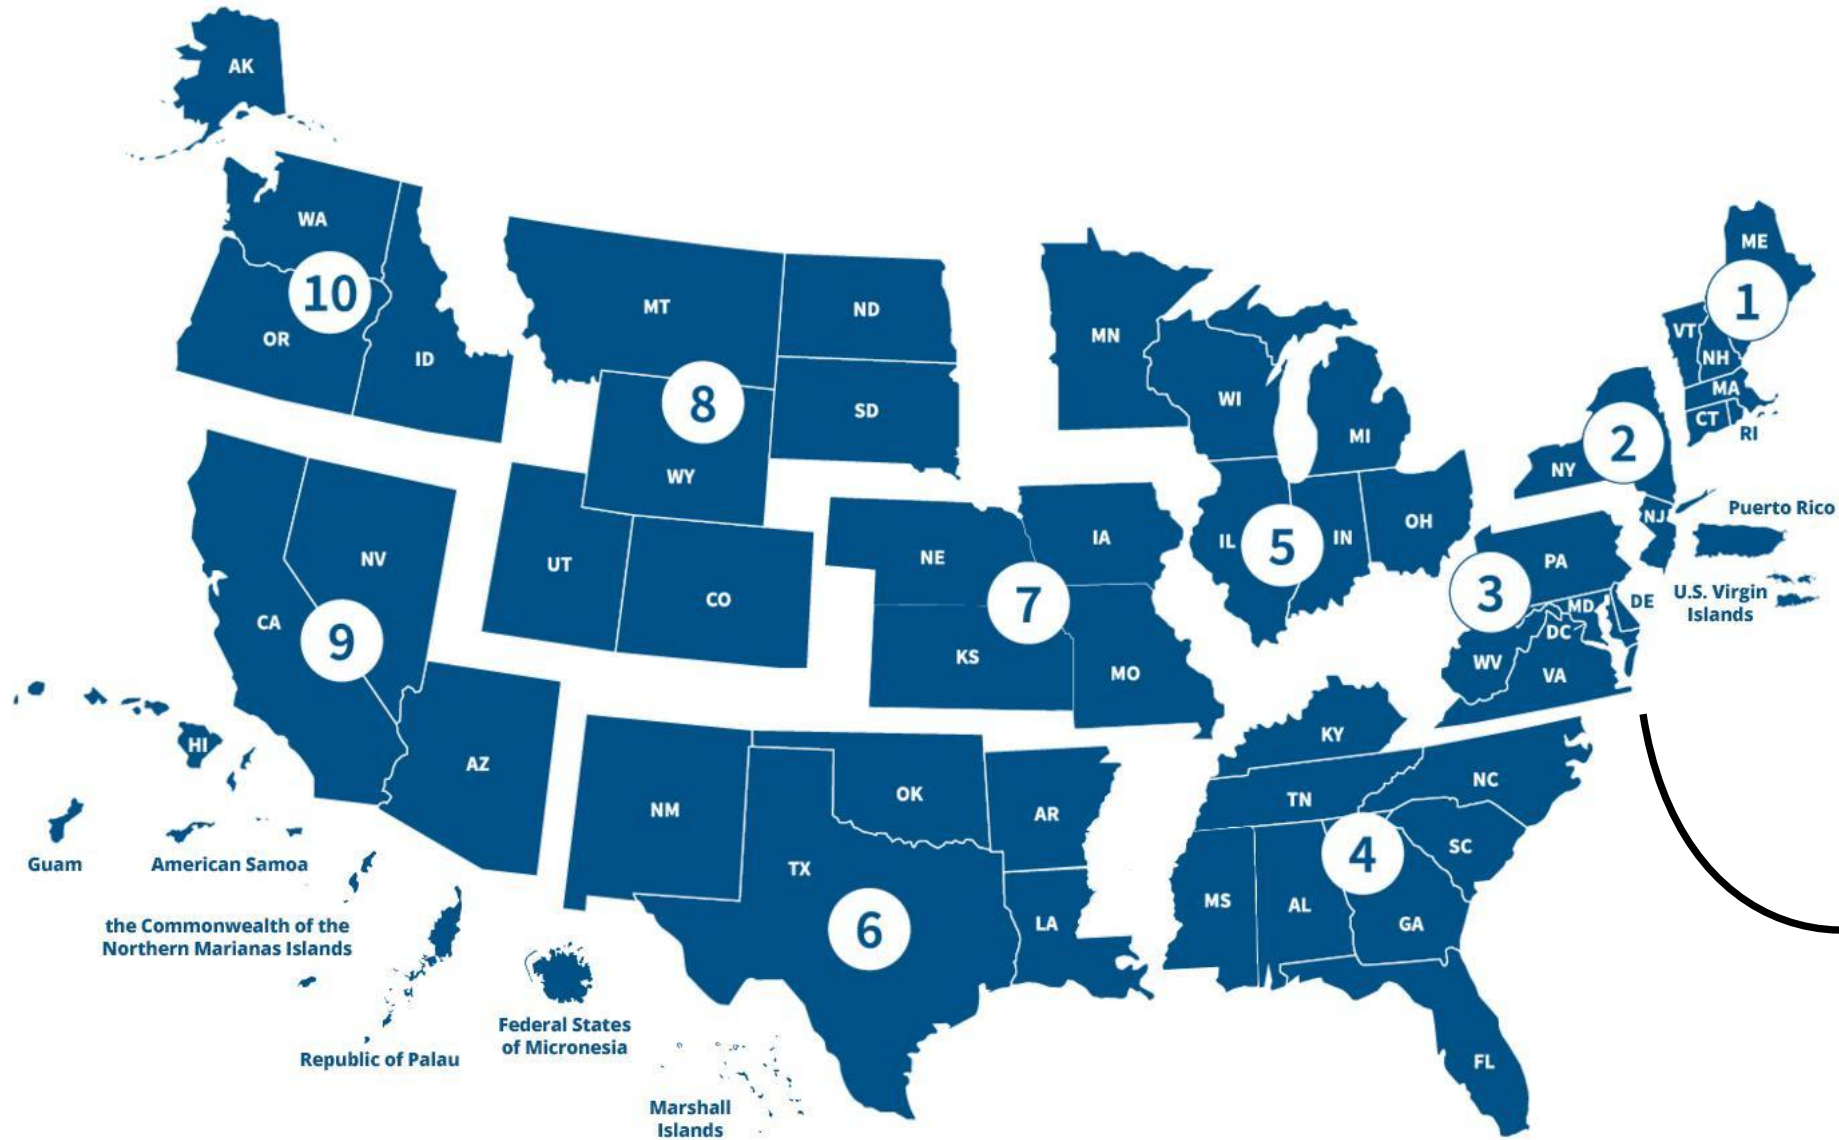 AK
WA
10
OR
ID
MT
ND
8
SD
WY
UT
CO
MN
WI
MI
IL
5
IN
OH
ME
1
VT
NH
MA
CT
RI
2
NY
NJ
Puerto Rico
U.S. Virgin
Islands
PA
3
MD
DE
DC
WV
VA
NE
IA
7
KS
MO
NV
CA
9
AZ
HI
Guam
American Samoa
the Commonwealth of the
Northern Marianas Islands
Republic of Palau
Federal States
of Micronesia
Marshall
Islands
NM
OK
AR
TX
6
LA
KY
TN
NC
4
SC
MS
AL
GA
FL